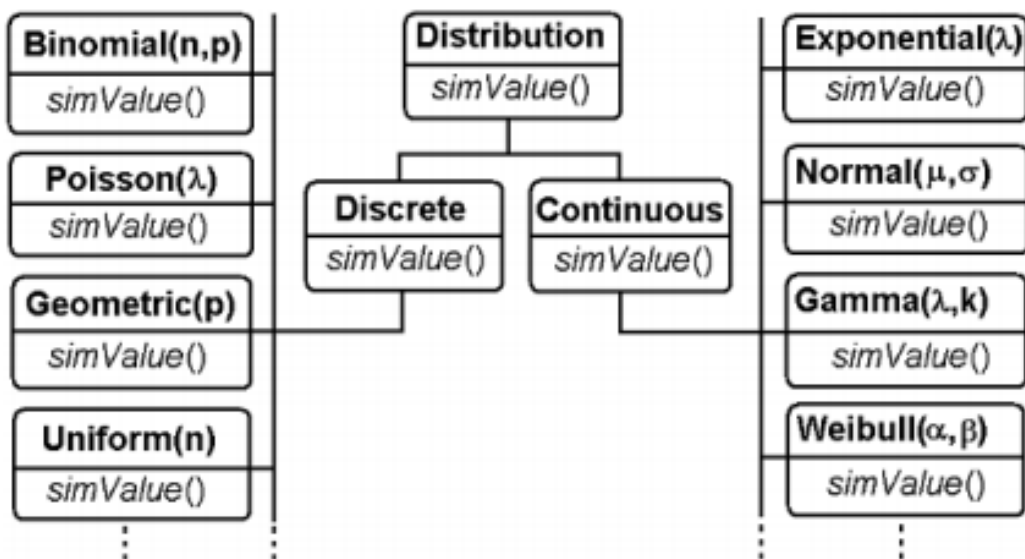 Binomial(n,p)
simValue()
Poisson(λ)
simValue()
Geometric(p)
simValue()
Uniform(n)
simValue()
Distribution
simValue()
Discrete
simValue()
Continuous
simValue()
Exponential(λ)
simValue()
Normal(μ,σ)
simValue()
Gamma(λ,k)
simValue()
Weibull(α,β)
simValue()